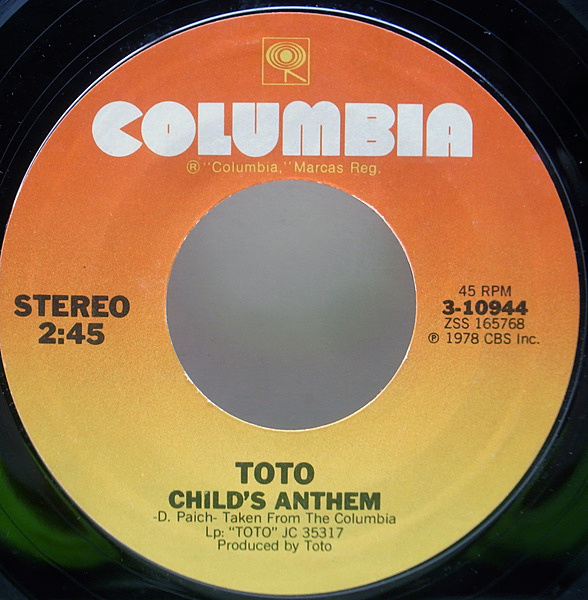 COLUMBIA
® "Columbia," Marcas Reg.
STEREO
2:45
45 RPM
3-10944
ZSS 165768
℗ 1978 CBS Inc.
TOTO
CHILD'S ANTHEM
-D. Paich- Taken From The Columbia
Lp: "TOTO" JC 35317
Produced by Toto